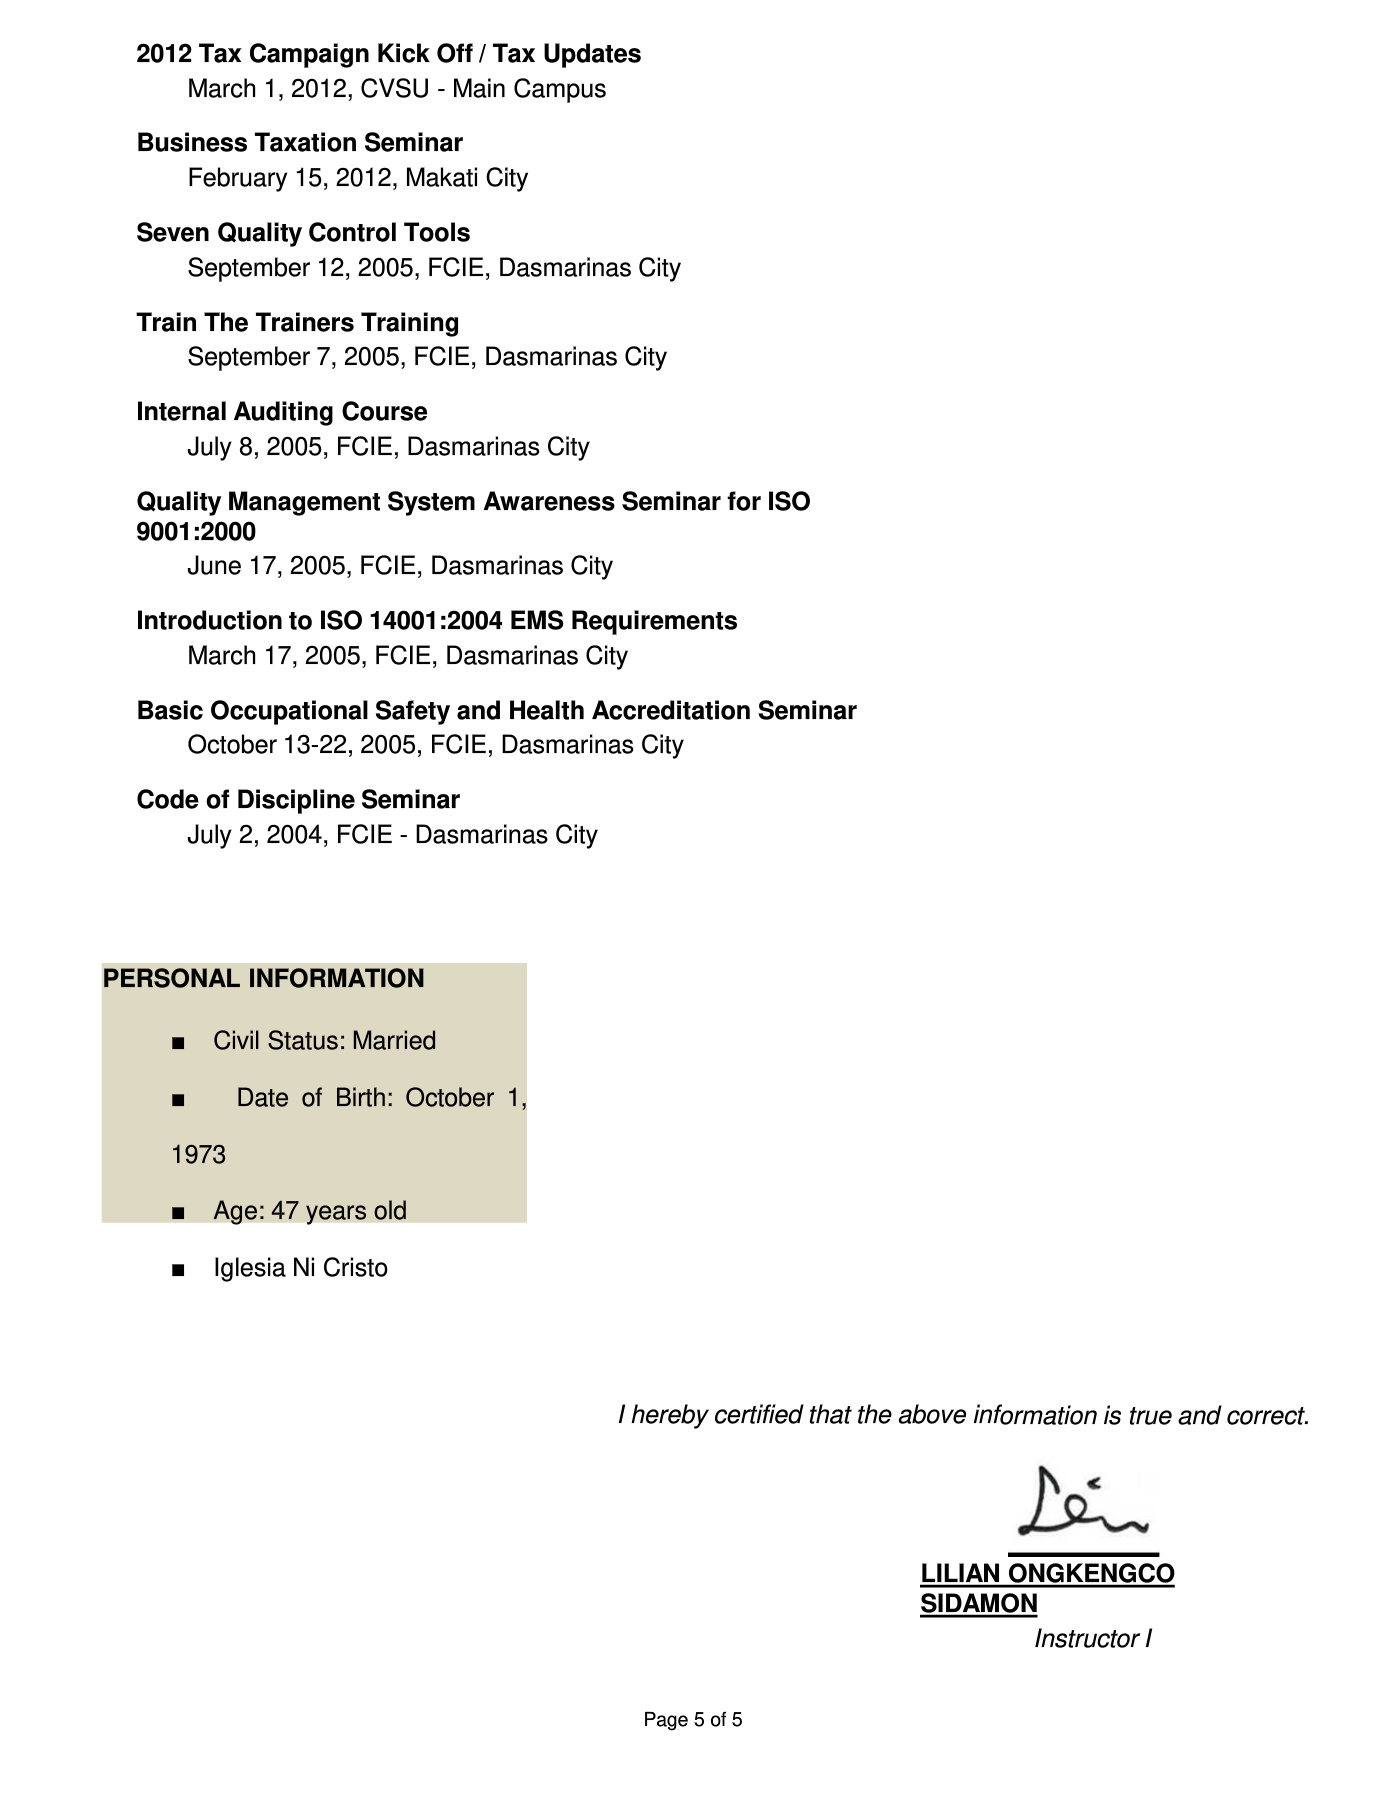 2012 Tax Campaign Kick Off / Tax Updates
March 1, 2012, CVSU - Main Campus
Business Taxation Seminar
February 15, 2012, Makati City
Seven Quality Control Tools
September 12, 2005, FCIE, Dasmarinas City
Train The Trainers Training
September 7, 2005, FCIE, Dasmarinas City
Internal Auditing Course
July 8, 2005, FCIE, Dasmarinas City
Quality Management System Awareness Seminar for ISO
9001:2000
June 17, 2005, FCIE, Dasmarinas City
Introduction to ISO 14001:2004 EMS Requirements
March 17, 2005, FCIE, Dasmarinas City
Basic Occupational Safety and Health Accreditation Seminar
October 13-22, 2005, FCIE, Dasmarinas City
Code of Discipline Seminar
July 2, 2004, FCIE - Dasmarinas City
PERSONAL INFORMATION
■ Civil Status: Married
■ Date of Birth: October 1,
1973
■ Age: 47 years old
■ Iglesia Ni Cristo
I hereby certified that the above information is true and correct.
LILIAN ONGKENGCO
SIDAMON
Instructor I
Page 5 of 5